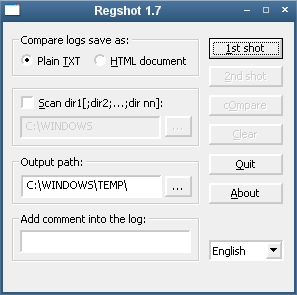 Regshot 1.7
Compare logs save as:
Plain TXT
HTML document
Scan dir1[;dir2;...;dir nn]:
C:\WINDOWS
...
Output path:
C:\WINDOWS\TEMP\
...
Add comment into the log:
1st shot
2nd shot
cOmpare
Clear
Quit
About
English